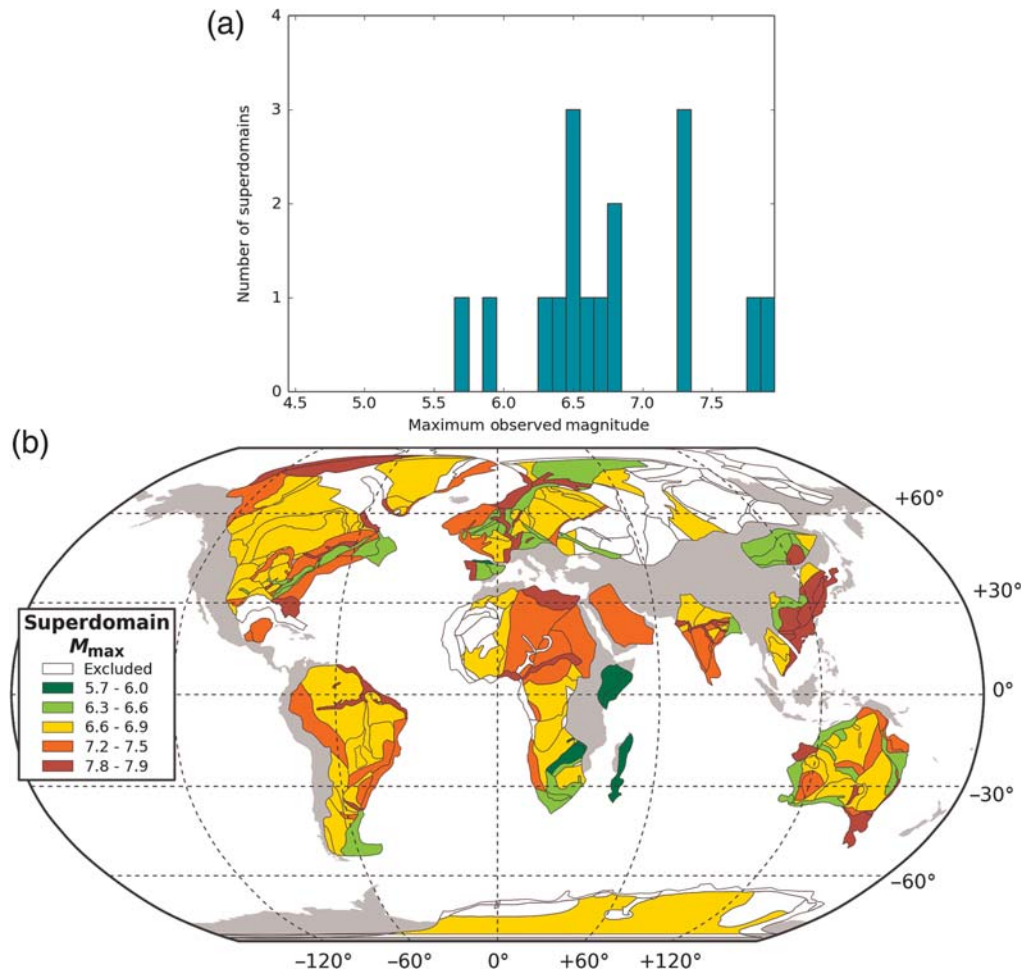 (a)
4
3
2
1
0
Number of superdomains
4.5 5.0 5.5 6.0 6.5 7.0 7.5
Maximum observed magnitude
(b)
+60°
+30°
0°
−30°
−60°
Superdomain
Mmax
Excluded
5.7 - 6.0
6.3 - 6.6
6.6 - 6.9
7.2 - 7.5
7.8 - 7.9
−120° −60° 0° +60° +120°